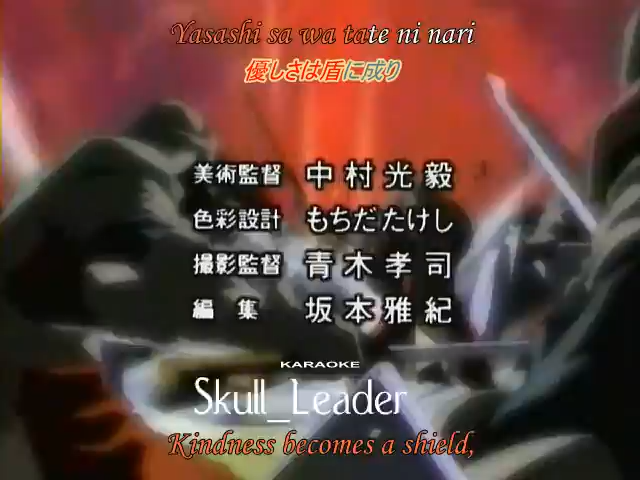 Yasashi sa wa tate ni nari
優しさは盾に成り
美術監督 中村光毅
色彩設計 もちだたけし
撮影監督 青木孝司
編集 坂本雅紀
KARAOKE
Skull_Leader
Kindness becomes a shield,